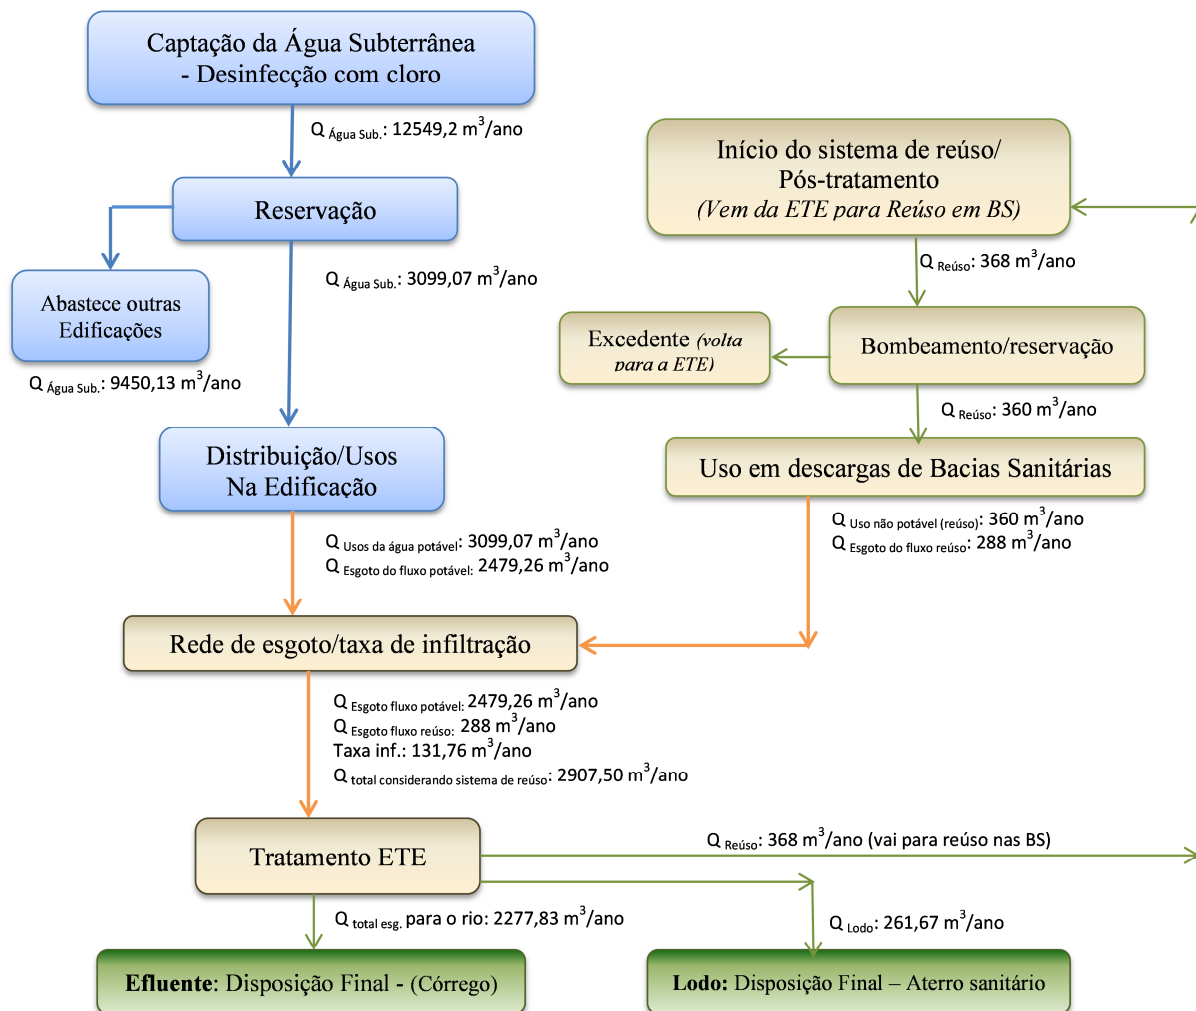 Captação da Água Subterrânea
- Desinfecção com cloro
Q Água Sub.: 12549,2 m³/ano
Reservação
Abastece outras
Edificações
Q Água Sub.: 9450,13 m³/ano
Q Água Sub.: 3099,07 m³/ano
Distribuição/Usos
Na Edificação
Q Usos da água potável: 3099,07 m³/ano
Q Esgoto do fluxo potável: 2479,26 m³/ano
Início do sistema de reúso/
Pós-tratamento
(Vem da ETE para Reúso em BS)
Q Reúso: 368 m³/ano
Bombeamento/reservação
Excedente (volta
para a ETE)
Q Reúso: 360 m³/ano
Uso em descargas de Bacias Sanitárias
Q Uso não potável (reúso): 360 m³/ano
Q Esgoto do fluxo reúso: 288 m³/ano
Rede de esgoto/taxa de infiltração
Q Esgoto fluxo potável: 2479,26 m³/ano
Q Esgoto fluxo reúso: 288 m³/ano
Taxa inf.: 131,76 m³/ano
Q total considerando sistema de reúso: 2907,50 m³/ano
Tratamento ETE
Q Reúso: 368 m³/ano (vai para reúso nas BS)
Q total esg. para o rio: 2277,83 m³/ano
Q Lodo: 261,67 m³/ano
Efluente: Disposição Final - (Córrego)
Lodo: Disposição Final – Aterro sanitário